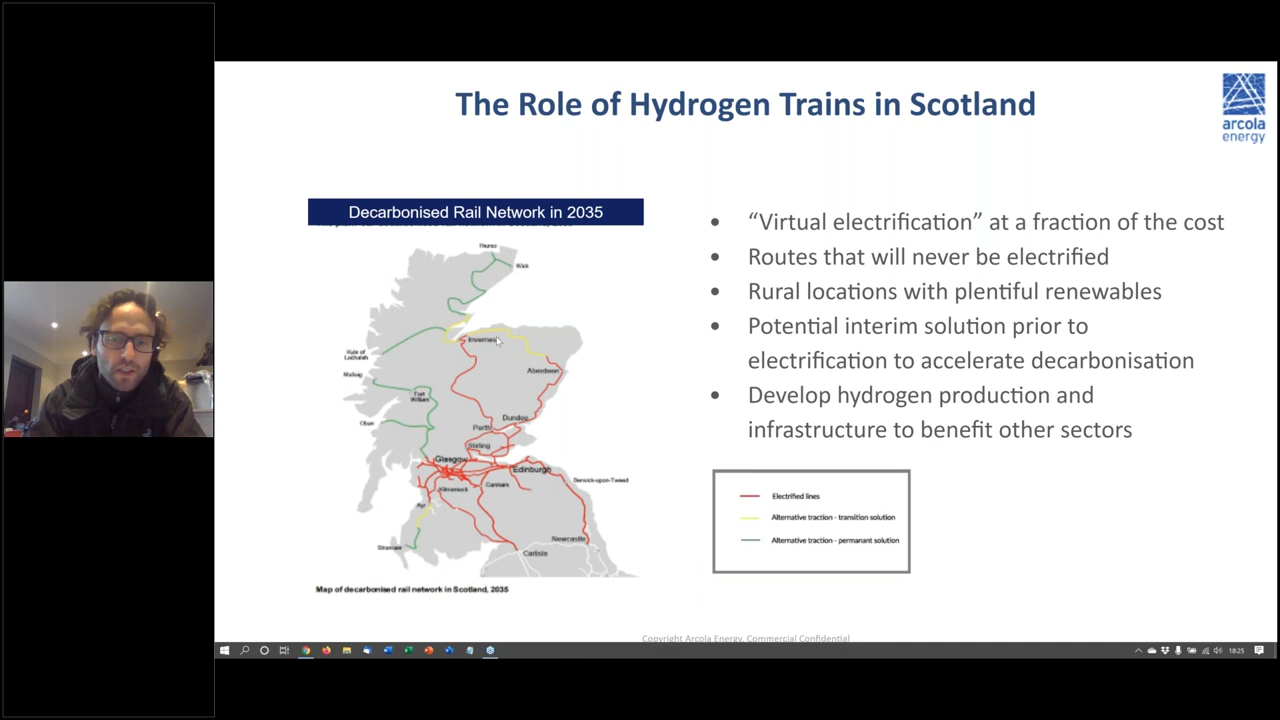 The Role of Hydrogen Trains in Scotland
arcola
energy
Decarbonised Rail Network in 2035
“Virtual electrification” at a fraction of the cost
Routes that will never be electrified
Rural locations with plentiful renewables
Potential interim solution prior to
electrification to accelerate decarbonisation
Develop hydrogen production and
infrastructure to benefit other sectors
Thurso
Wick
Inverness
Kyle of
Lochalsh
Aberdeen
Mallaig
Fort
William
Oban
Dundee
Perth
Stirling
Glasgow
Edinburgh
Berwick-upon-Tweed
Kilmarnock
Carstairs
Ayr
Stranraer
Newcastle
Carlisle
Electrified lines
Alternative traction - transition solution
Alternative traction - permanant solution
Map of decarbonised rail network in Scotland, 2035
Copyright Arcola Energy, Commercial Confidential
18:25